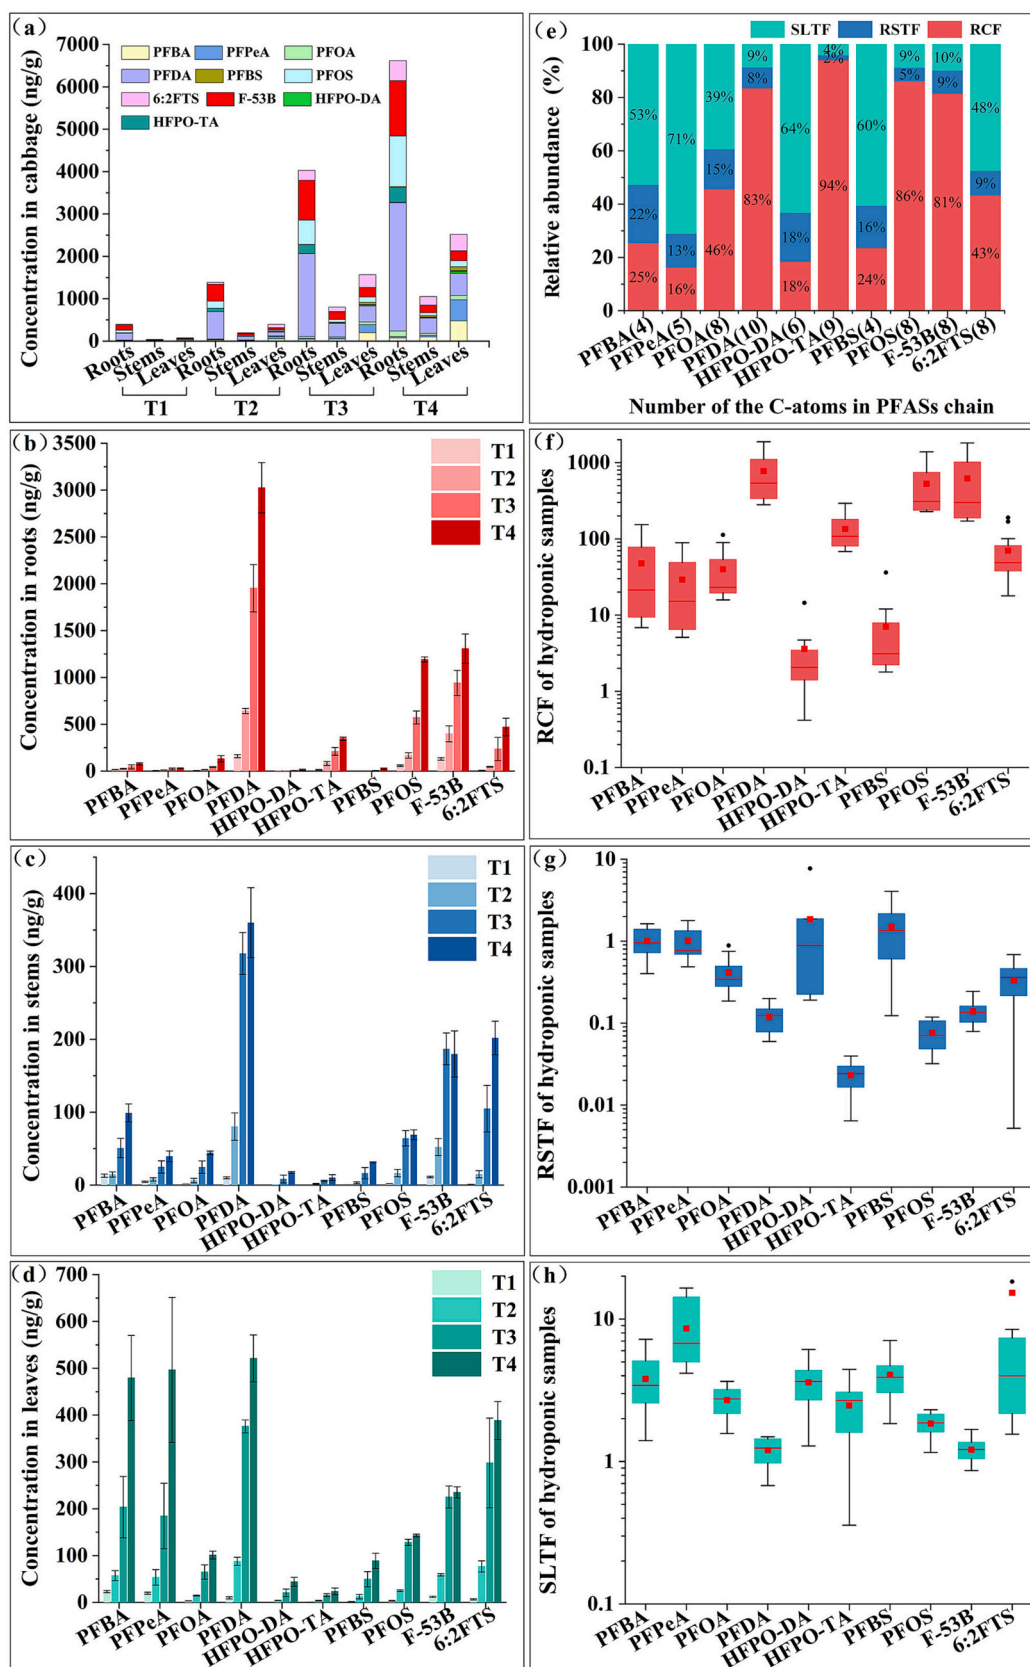 (a)
Concentration in cabbage (ng/g)
7000
6000
5000
4000
3000
2000
1000
0
PFBA PFPeA PFOA
PFDA PFBS PFOS
6:2FTS F-53B HFPO-DA
HFPO-TA
Roots Stems Leaves Roots Stems Leaves Roots Stems Leaves Roots Stems Leaves
T1 T2 T3 T4
(e)
SLTF RSTF RCF
Relative abundance (%)
100
80
60
40
20
0
53% 71% 39% 9% 64% 4% 60% 9% 10% 48%
22% 13% 15% 8% 18% 2% 16% 5% 9% 9%
25% 16% 46% 83% 18% 94% 24% 86% 81% 43%
PFBA(4) PFPeA(5) PFOA(8) PFDA(10) HFPO-DA(6) HFPO-TA(9) PFBS(4) PFOS(8) F-53B(8) 6:2FTS(8)
Number of the C-atoms in PFASs chain
(b)
Concentration in roots (ng/g)
3500
3000
2500
2000
1500
1000
500
0
T1
T2
T3
T4
PFBA PFPeA PFOA PFDA HFPO-DA HFPO-TA PFBS PFOS F-53B 6:2FTS
(f)
RCF of hydroponic samples
1000
100
10
1
0.1
PFBA PFPeA PFOA PFDA HFPO-DA HFPO-TA PFBS PFOS F-53B 6:2FTS
(c)
Concentration in stems (ng/g)
400
300
200
100
0
T1
T2
T3
T4
PFBA PFPeA PFOA PFDA HFPO-DA HFPO-TA PFBS PFOS F-53B 6:2FTS
(g)
RSTF of hydroponic samples
10
1
0.1
0.01
0.001
PFBA PFPeA PFOA PFDA HFPO-DA HFPO-TA PFBS PFOS F-53B 6:2FTS
(d)
Concentration in leaves (ng/g)
700
600
500
400
300
200
100
0
T1
T2
T3
T4
PFBA PFPeA PFOA PFDA HFPO-DA HFPO-TA PFBS PFOS F-53B 6:2FTS
(h)
SLTF of hydroponic samples
10
1
0.1
PFBA PFPeA PFOA PFDA HFPO-DA HFPO-TA PFBS PFOS F-53B 6:2FTS